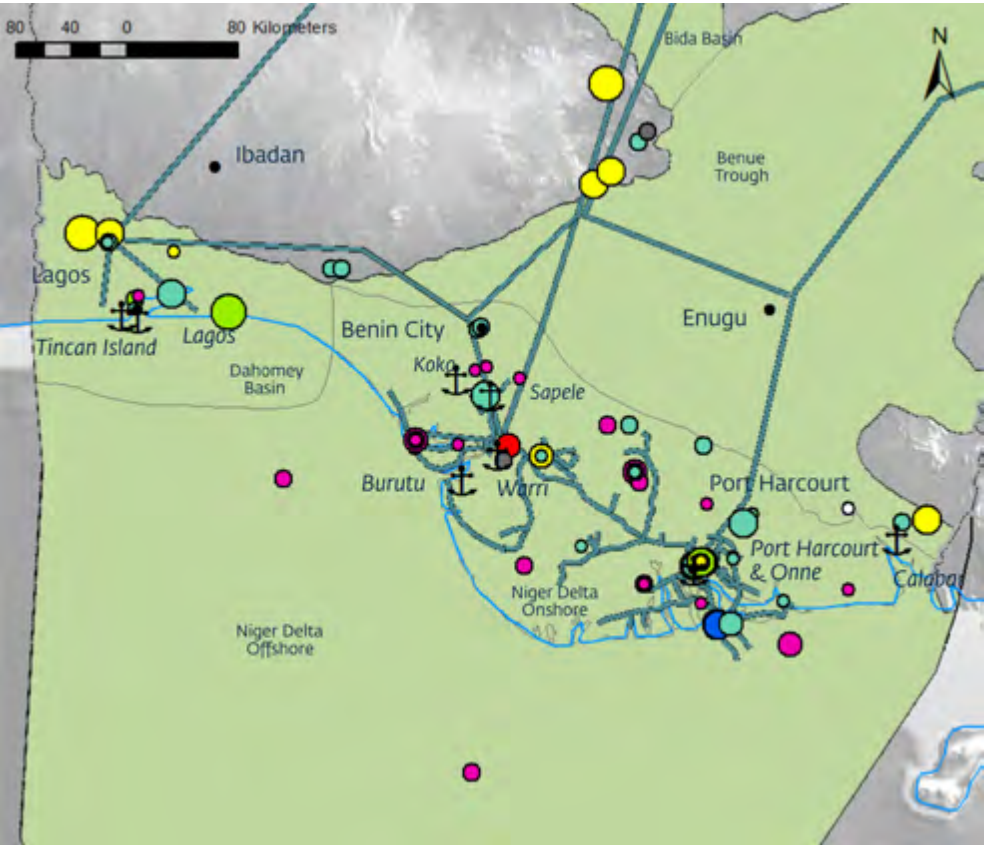 80 40 0 80 Kilometers
Bida Basin
N
Ibadan
Benue
Trough
Lagos
Enugu
Benin City
Tincan Island
Lagos
Koko
Dahomey
Basin
Sapele
Burutu
Warri
Port Harcourt
Port Harcourt
& Onne
Calabar
Niger Delta
Onshore
Niger Delta
Offshore